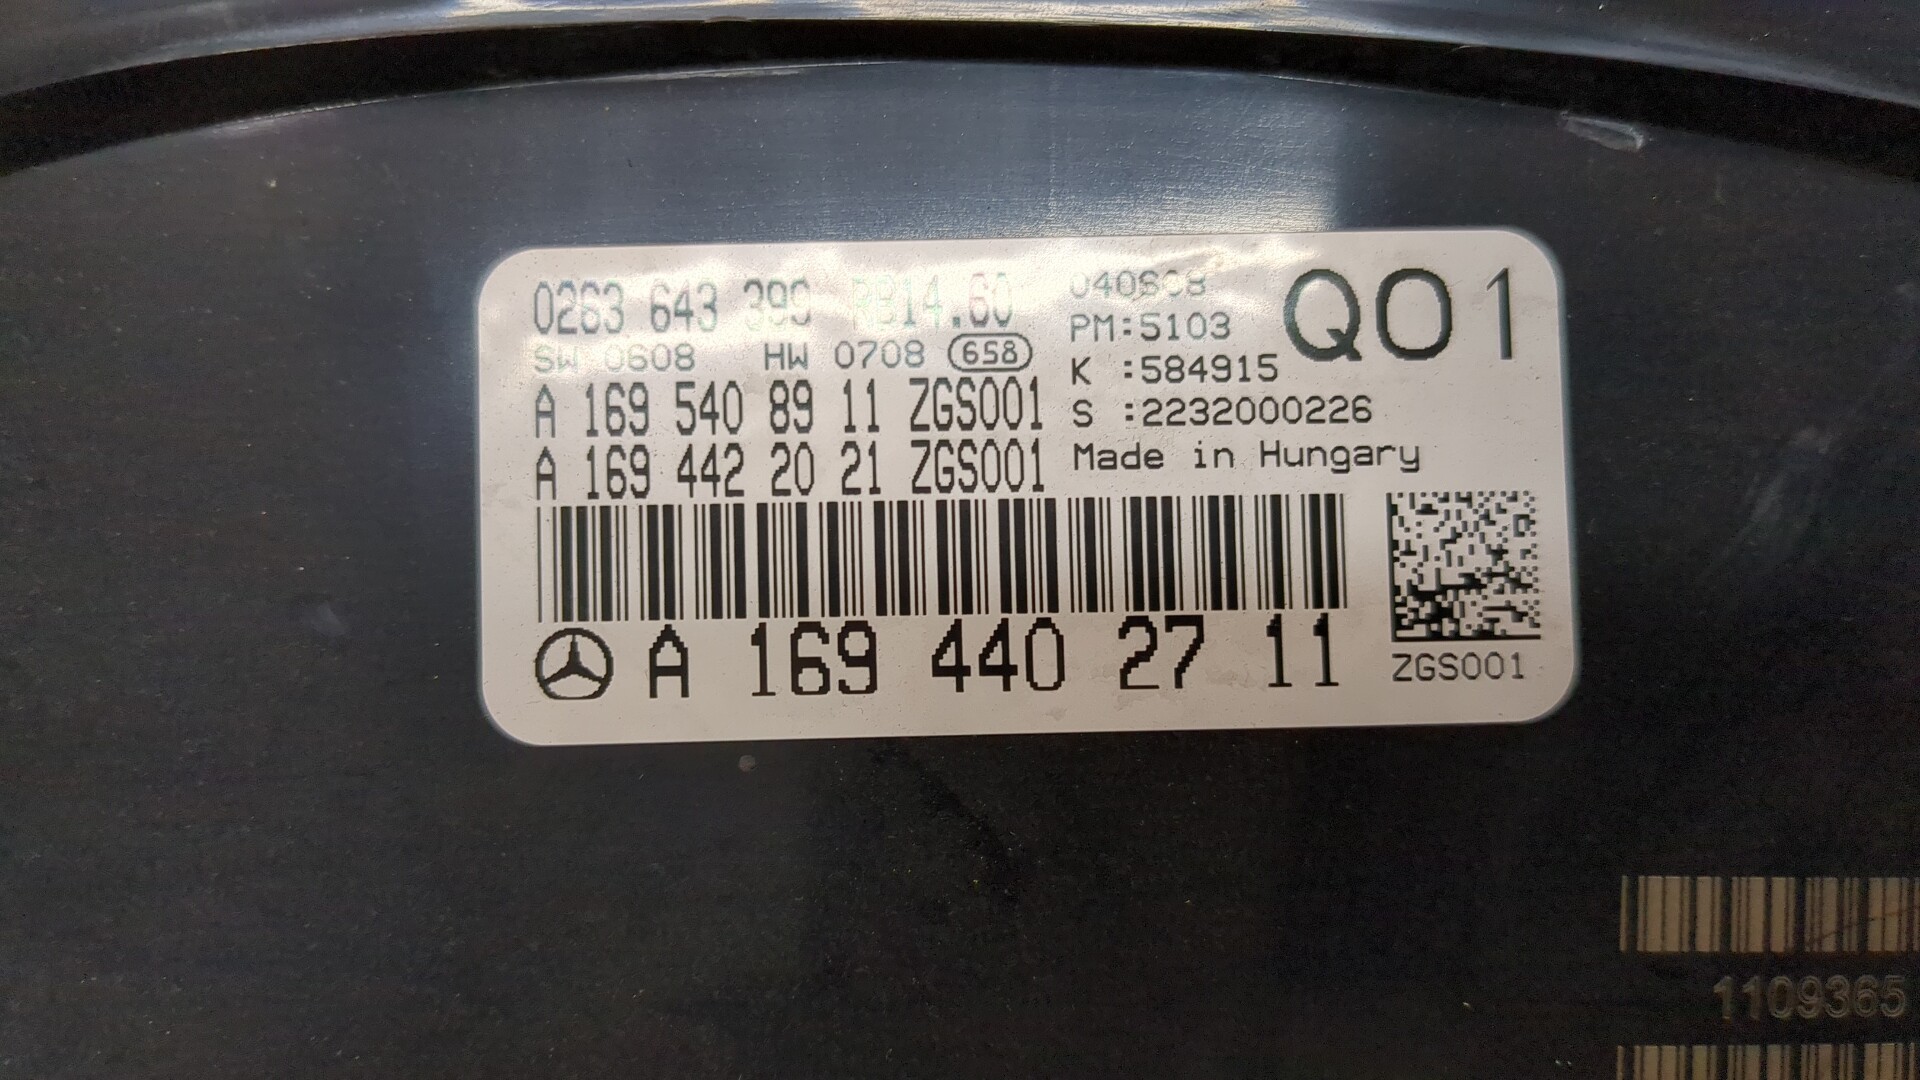 0263 643 399 RB14.60
SW 0608 HW 0708 658
A 169 540 89 11 ZGS001
A 169 442 20 21 ZGS001
040608
PM:5103
K :584915
S :2232000226
Made in Hungary
Q01
A 169 440 27 11
ZGS001
1109365